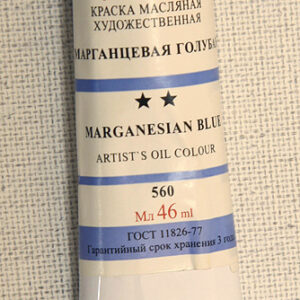 КРАСКА МАСЛЯНАЯ
ХУДОЖЕСТВЕННАЯ
МАРГАНЦЕВАЯ ГОЛУБА
MARGANESIAN BLUE
ARTIST`S OIL COLOUR
560
Мл 46 ml
ГОСТ 11826-77
Гарантийный срок хранения 3 года